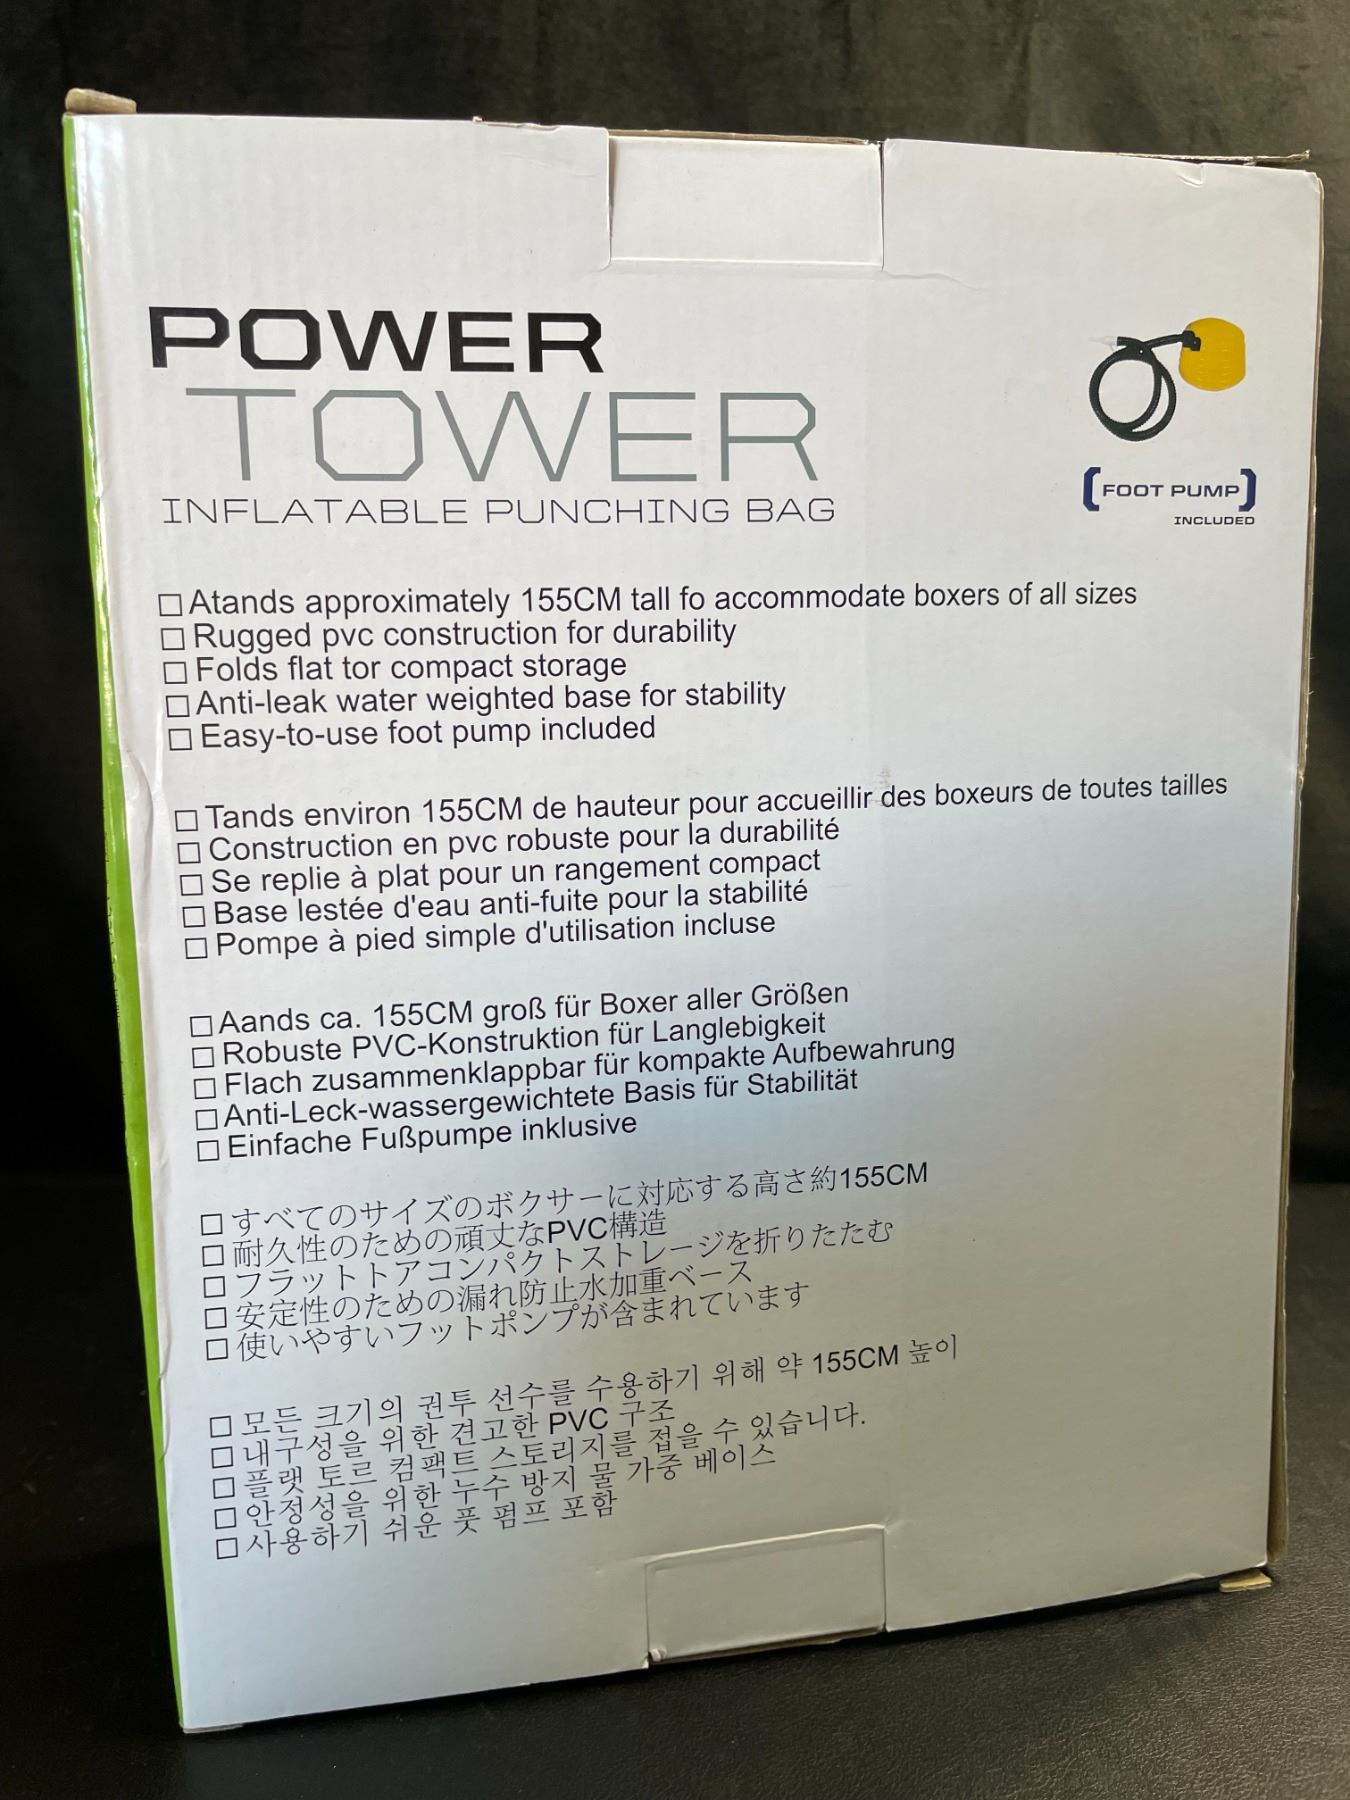 POWER
TOWER
INFLATABLE PUNCHING BAG
FOOT PUMP
INCLUDED
Atands approximately 155CM tall fo accommodate boxers of all sizes
Rugged pvc construction for durability
Folds flat tor compact storage
Anti-leak water weighted base for stability
Easy-to-use foot pump included
Tands environ 155CM de hauteur pour accueillir des boxeurs de toutes tailles
Construction en pvc robuste pour la durabilité
Se replie à plat pour un rangement compact
Base lestée d'eau anti-fuite pour la stabilité
Pompe à pied simple d'utilisation incluse
Aands ca. 155CM groß für Boxer aller Größen
Robuste PVC-Konstruktion für Langlebigkeit
Flach zusammenklappbar für kompakte Aufbewahrung
Anti-Leck-wassergewichtete Basis für Stabilität
Einfache Fußpumpe inklusive
すべてのサイズのボクサーに対応する高さ約155CM
耐久性のための頑丈なPVC構造
フラットトアコンパクトストレージを折りたたむ
安定性のための漏れ防止水加重ベース
使いやすいフットポンプが含まれています
모든 크기의 권투 선수를 수용하기 위해 약 155CM 높이
내구성을 위한 견고한 PVC 구조
플랫 토르 컴팩트 스토리지를 접을 수 있습니다.
안정성을 위한 누수 방지 물 가중 베이스
사용하기 쉬운 풋 펌프 포함